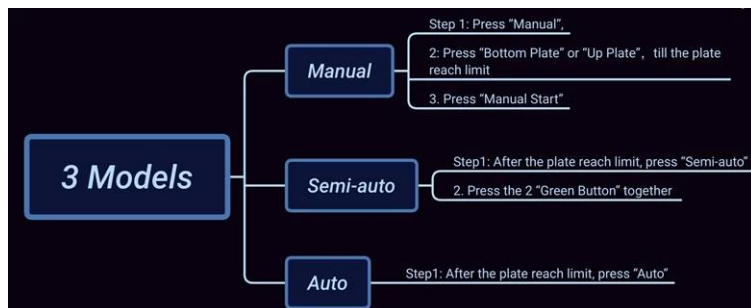 3 Models
Manual
Step 1: Press “Manual”,
2: Press “Bottom Plate” or “Up Plate”, till the plate
reach limit
3. Press “Manual Start”
Semi-auto
Step1: After the plate reach limit, press “Semi-auto”
2. Press the 2 “Green Button” together
Auto
Step1: After the plate reach limit, press “Auto”